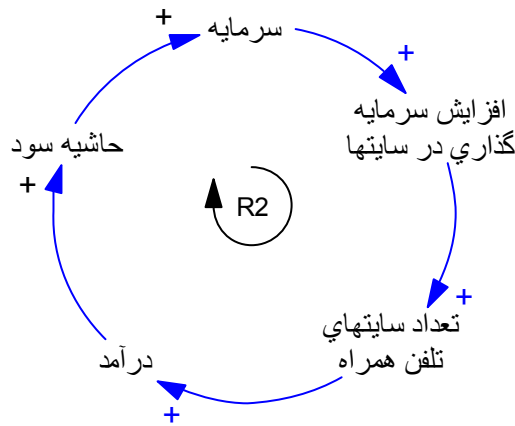 سرمايه
+
افزايش سرمايه
گذاري در سايتها
+
تعداد سايتهاي
تلفن همراه
+
درآمد
+
حاشيه سود
+
R2